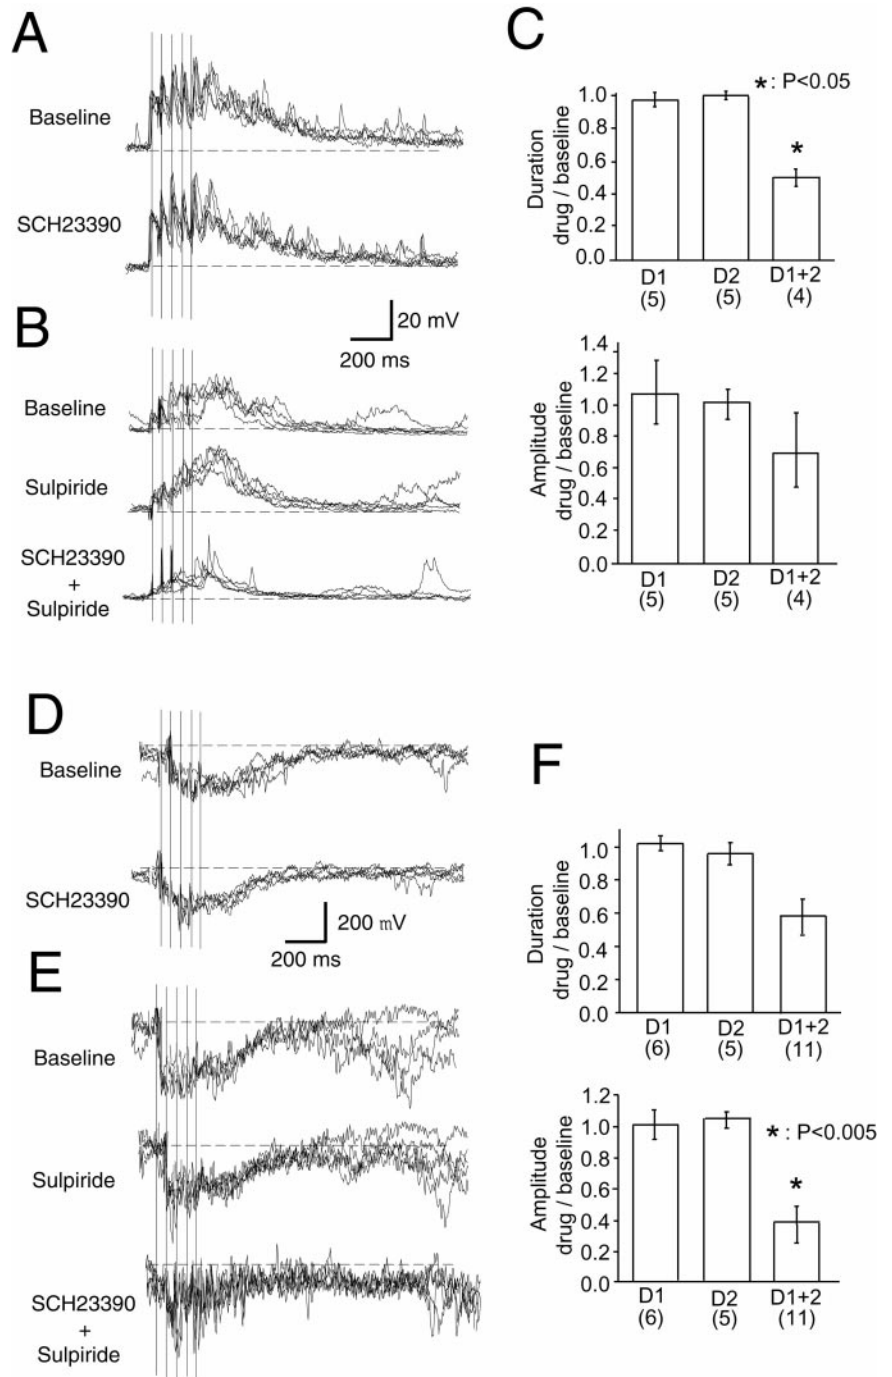 A
Baseline
SCH23390
20 mV
200 ms
B
Baseline
Sulpiride
SCH23390
+
Sulpiride
C
*: P<0.05
Duration
drug / baseline
1.0
0.8
0.6
0.4
0.2
0.0
*
D1
(5)
D2
(5)
D1+2
(4)
Amplitude
drug / baseline
1.4
1.2
1.0
0.8
0.6
0.4
0.2
0.0
D1
(5)
D2
(5)
D1+2
(4)
D
Baseline
SCH23390
200 mV
200 ms
E
Baseline
Sulpiride
SCH23390
+
Sulpiride
F
Duration
drug / baseline
1.0
0.8
0.6
0.4
0.2
0.0
D1
(6)
D2
(5)
D1+2
(11)
Amplitude
drug / baseline
1.2
1.0
0.8
0.6
0.4
0.2
0.0
*: P<0.005
*
D1
(6)
D2
(5)
D1+2
(11)